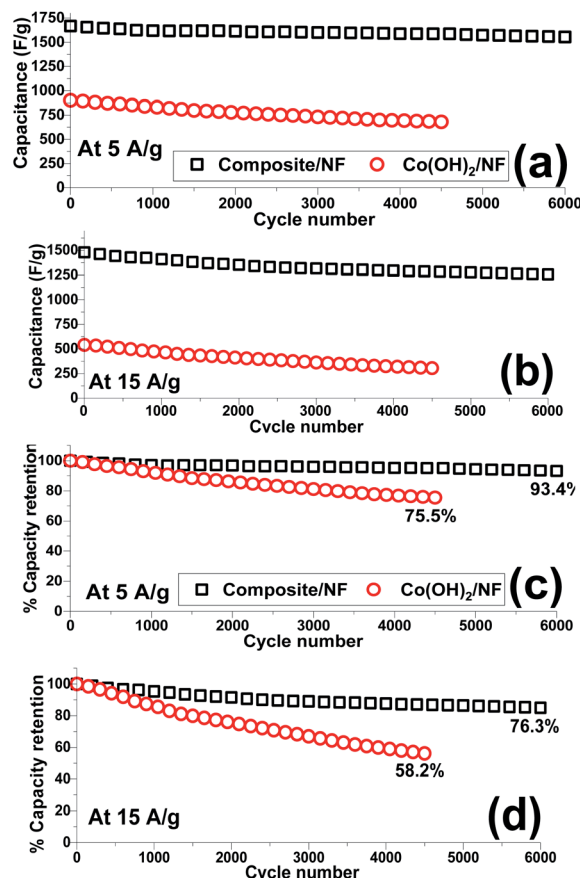 1750
1500
1250
1000
750
500
250
0
Capacitance (F/g)
At 5 A/g
Composite/NF
Co(OH)₂/NF
(a)
0 1000 2000 3000 4000 5000 6000
Cycle number
1500
1250
1000
750
500
250
0
Capacitance (F/g)
At 15 A/g
(b)
0 1000 2000 3000 4000 5000 6000
Cycle number
100
80
60
40
20
0
% Capacity retention
93.4%
75.5%
At 5 A/g
Composite/NF
Co(OH)₂/NF
(c)
0 1000 2000 3000 4000 5000 6000
Cycle number
100
80
60
40
20
0
% Capacity retention
76.3%
58.2%
At 15 A/g
(d)
0 1000 2000 3000 4000 5000 6000
Cycle number